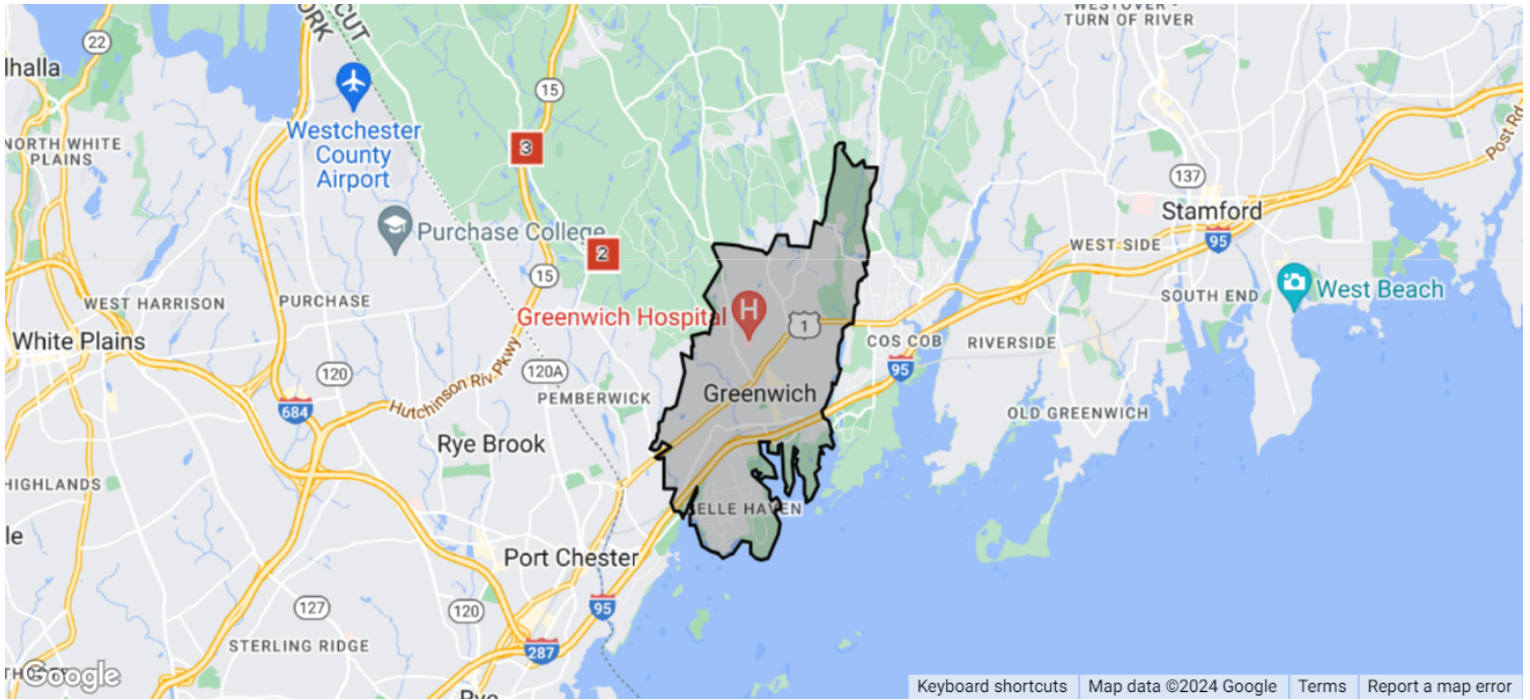 WESTOVER -
TURN OF RIVER
CUT
ORK
22
lhalla
15
Westchester
County
Airport
3
NORTH WHITE
PLAINS
Post Rd
137
Stamford
95
Purchase College
2
WEST SIDE
15
WEST HARRISON
PURCHASE
SOUTH END
West Beach
Greenwich Hospital
H
1
White Plains
COS COB
RIVERSIDE
95
120
120A
Hutchinson Riv Pkwy
PEMBERWICK
Greenwich
684
OLD GREENWICH
Rye Brook
HIGHLANDS
ELLE HAVEN
le
Port Chester
127
120
95
STERLING RIDGE
287
Google
Rye
Keyboard shortcuts
Map data ©2024 Google
Terms
Report a map error